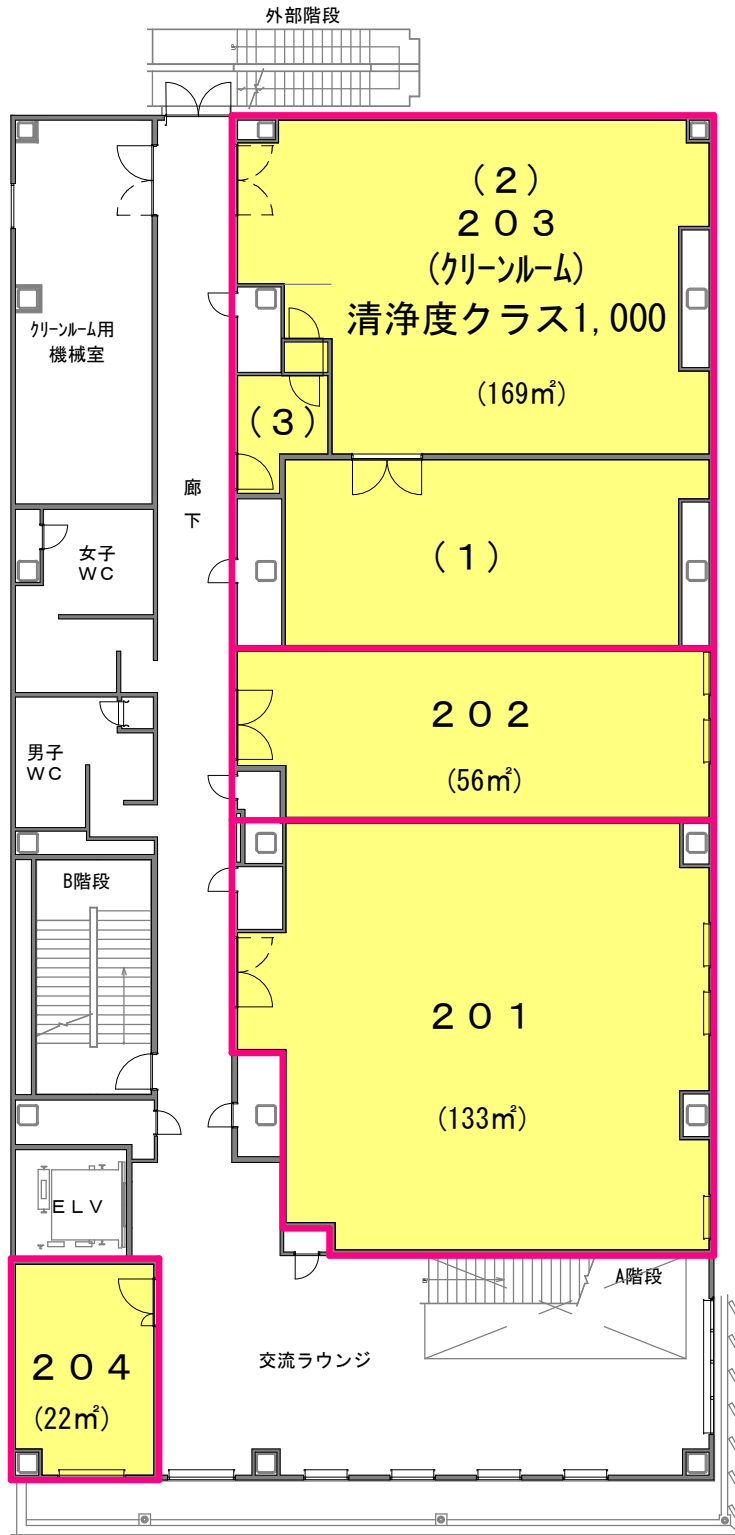 外部階段
(2)
203
(クリーンルーム)
清浄度クラス1,000
(169㎡)
クリーンルーム用
機械室
(3)
廊
下
女子
WC
(1)
202
(56㎡)
男子
WC
B階段
201
(133㎡)
ELV
A階段
交流ラウンジ
204
(22㎡)